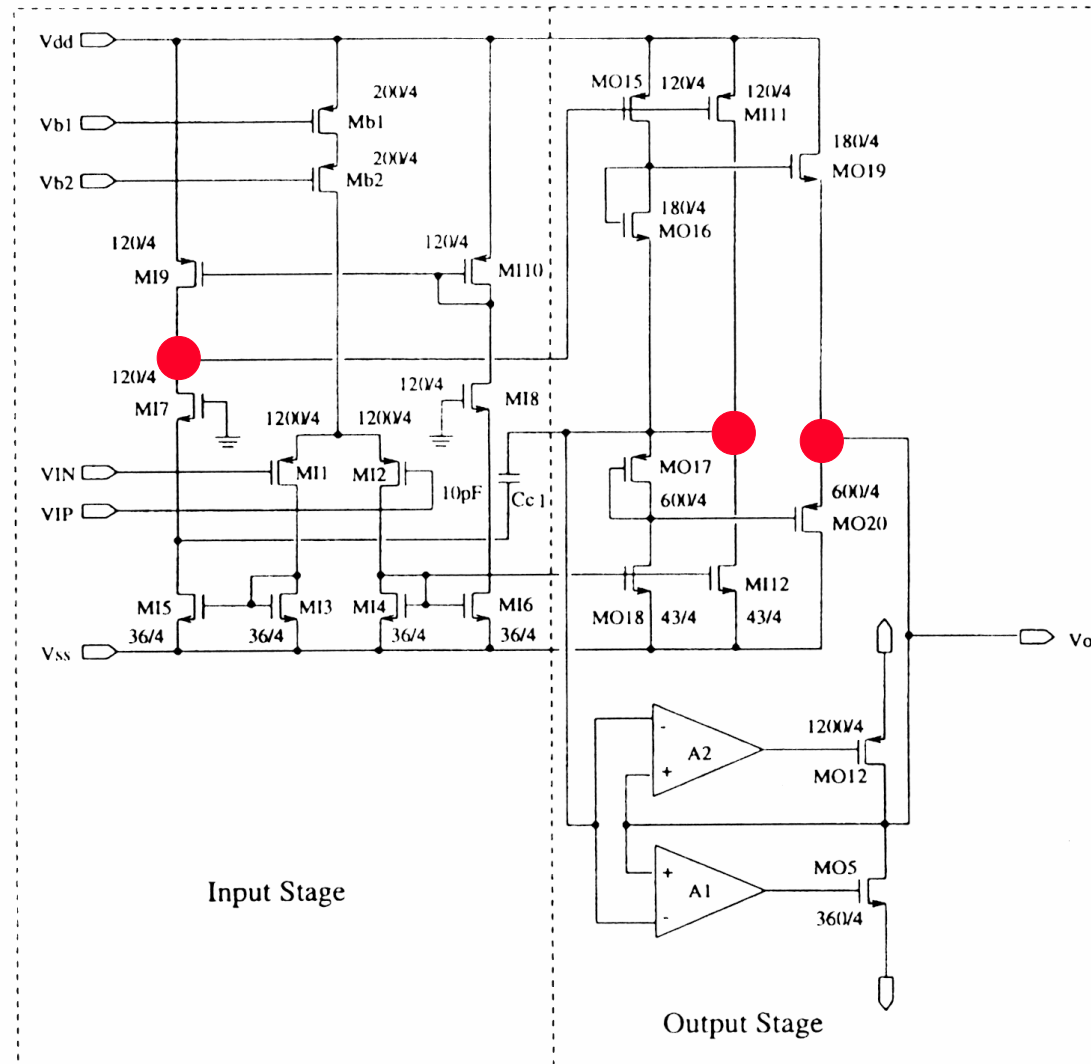 Vdd
MO15
120/4
120/4
MI11
200/4
Vb1
Mb1
200/4
Vb2
Mb2
180/4
MO19
180/4
MO16
120/4
MI9
120/4
MI10
120/4
MI7
120/4
MI8
1200/4
1200/4
VIN
MI1
MI2
10pF
Cc1
VIP
MO17
600/4
600/4
MO20
MI5
MI3
MI4
MI6
MI12
MO18
36/4
36/4
36/4
36/4
43/4
43/4
Vss
Vo
-
A2
+
1200/4
MO12
+
A1
-
MO5
360/4
Input Stage
Output Stage